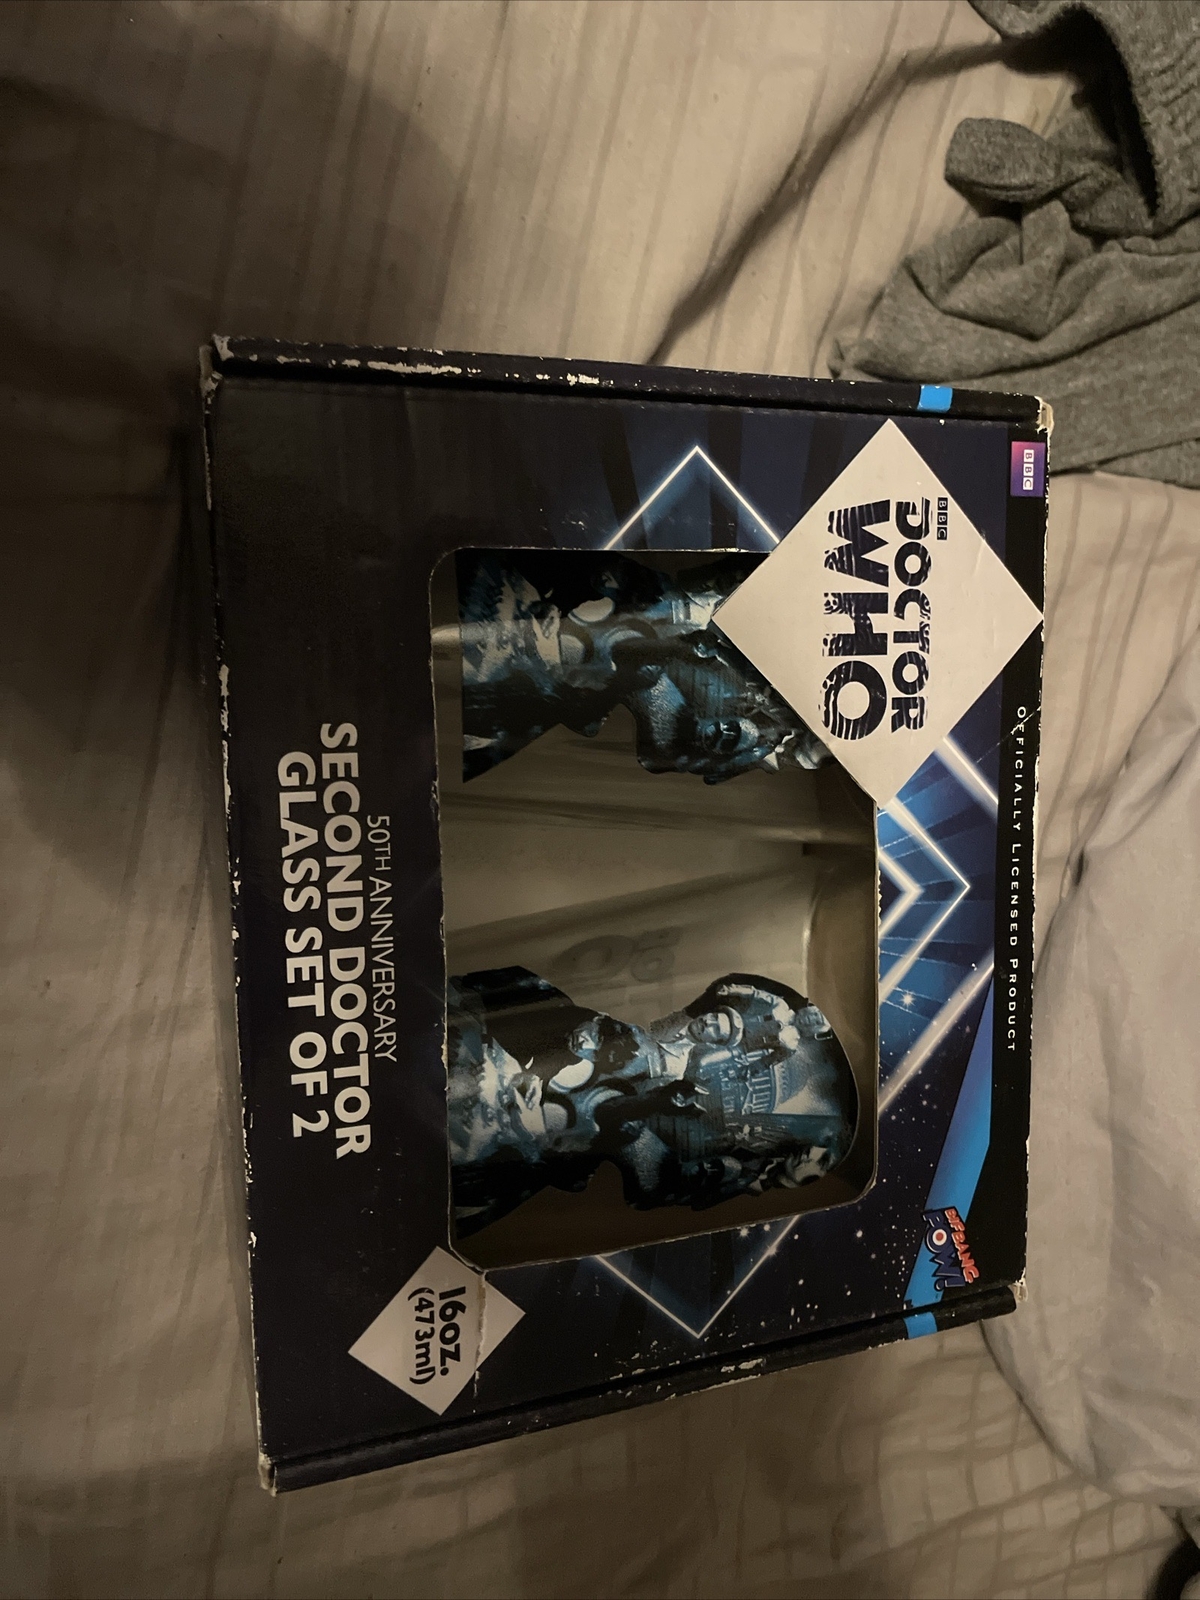 BBC
OFFICIALLY LICENSED PRODUCT
BIF BANG
POW!
BBC
DOCTOR
WHO
50TH ANNIVERSARY
SECOND DOCTOR
GLASS SET OF 2
16oz.
(473ml)